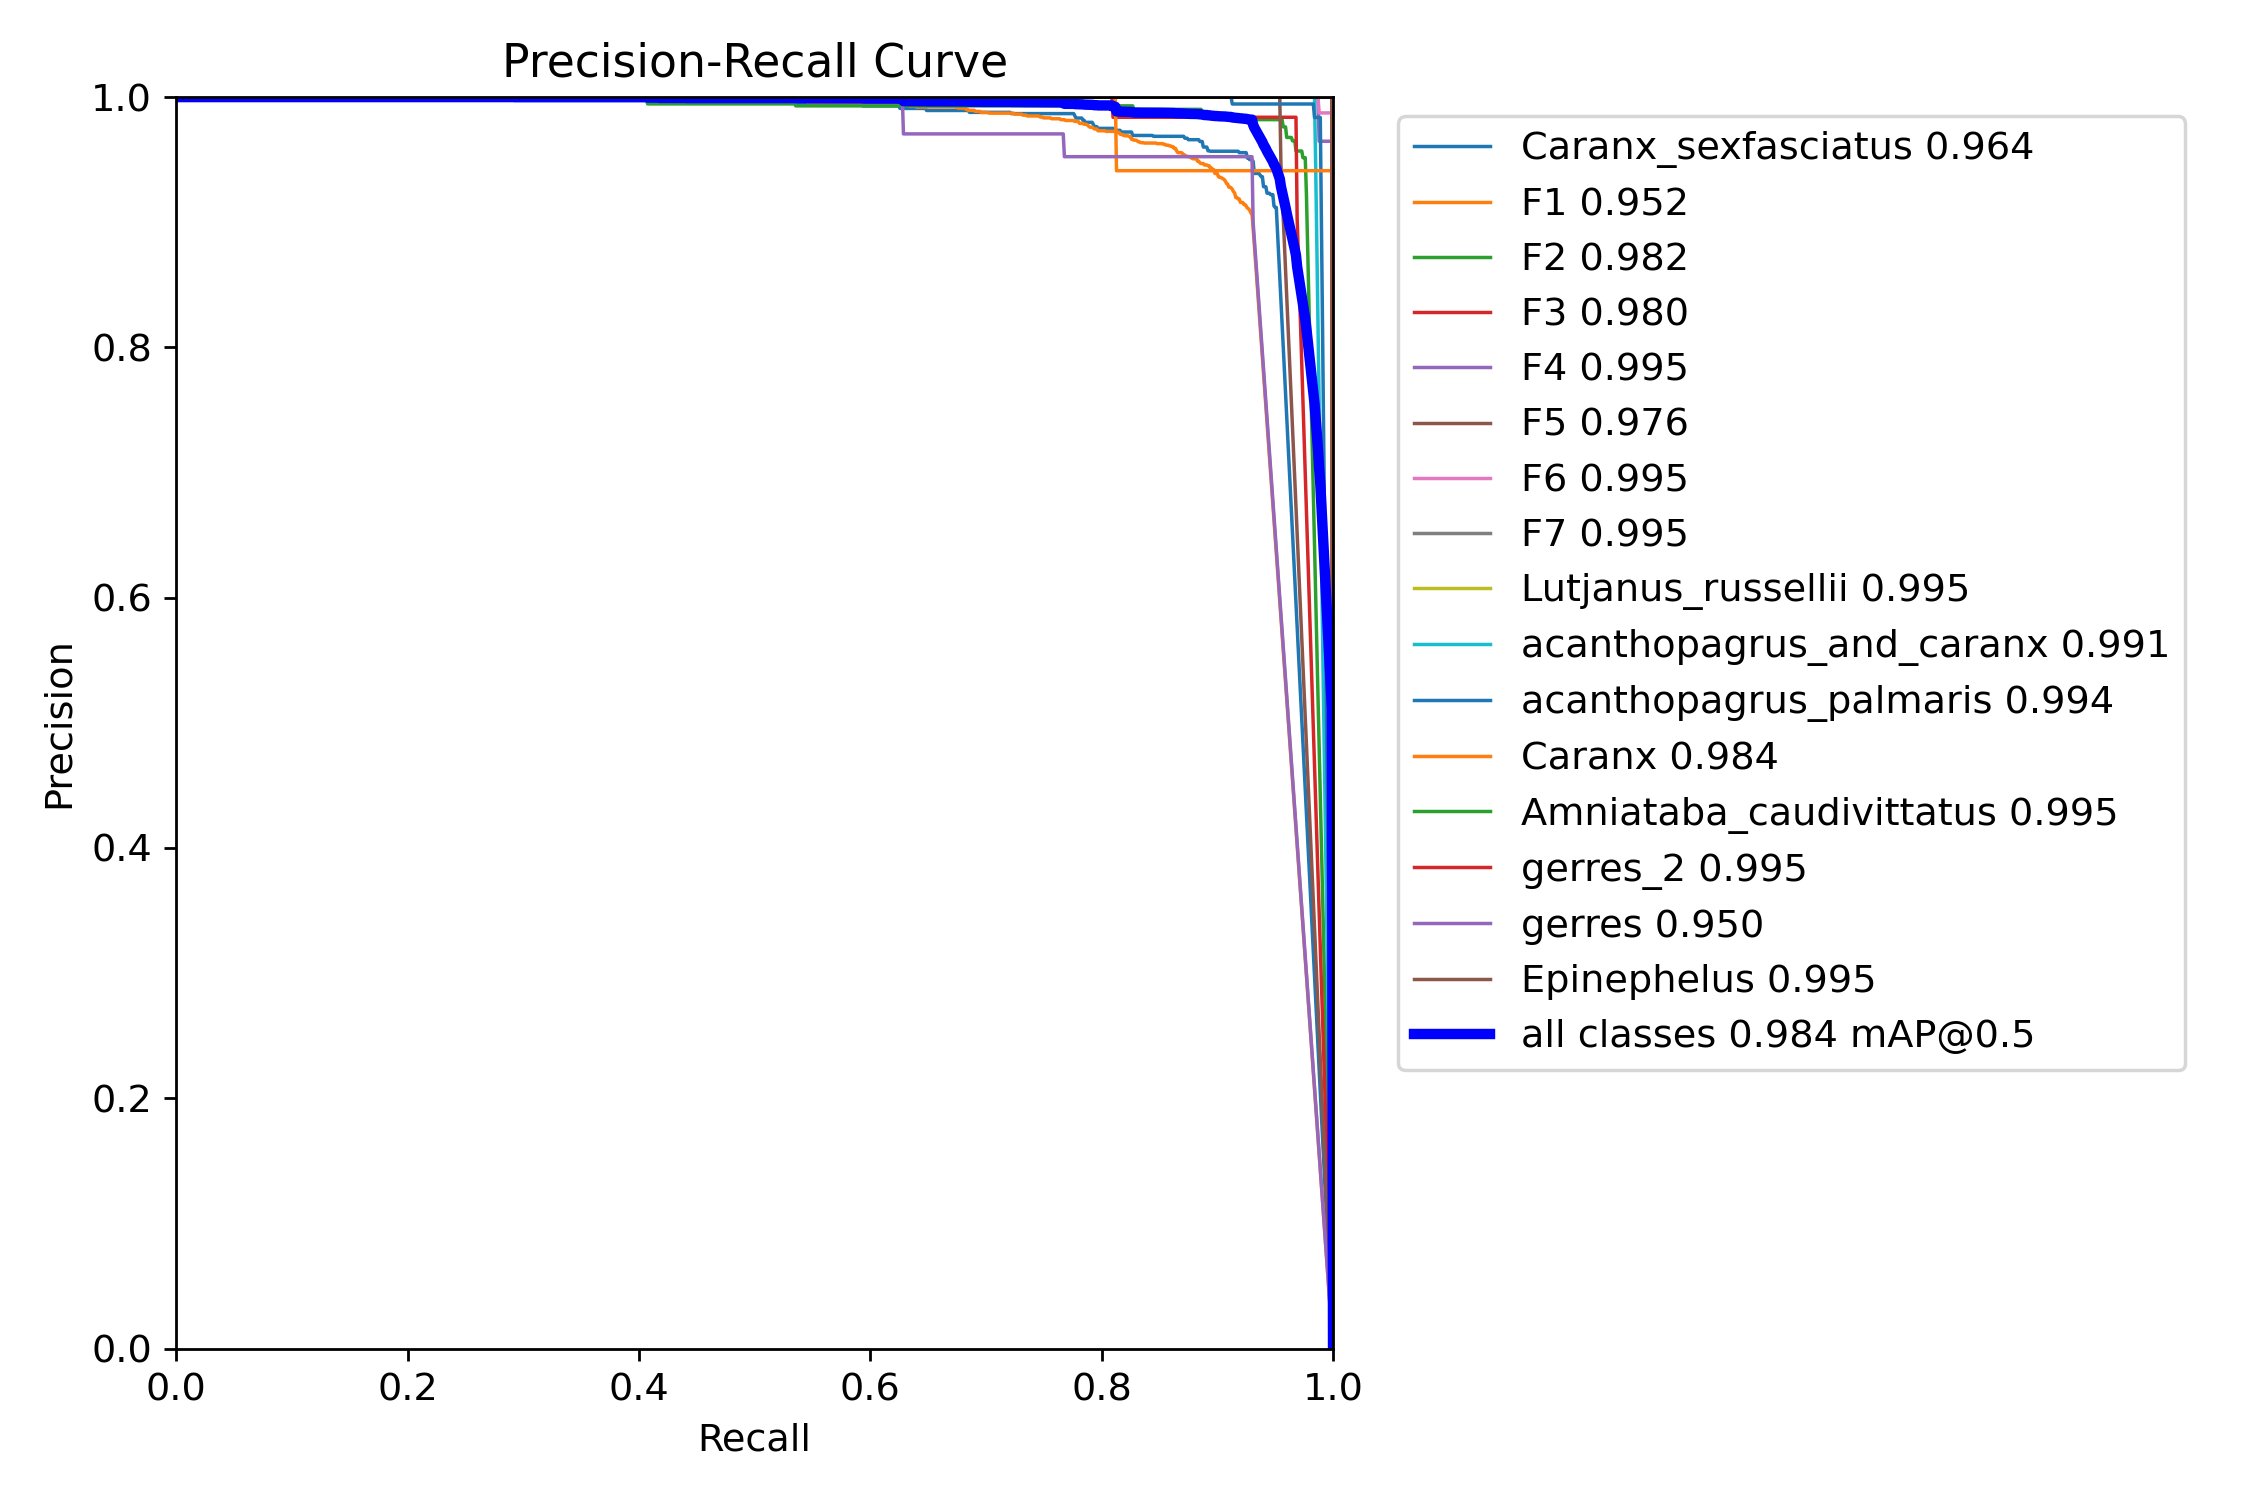 Precision-Recall Curve
1.0
0.8
0.6
0.4
0.2
0.0
Precision
0.0 0.2 0.4 0.6 0.8 1.0
Recall
Caranx_sexfasciatus 0.964
F1 0.952
F2 0.982
F3 0.980
F4 0.995
F5 0.976
F6 0.995
F7 0.995
Lutjanus_russellii 0.995
acanthopagrus_and_caranx 0.991
acanthopagrus_palmaris 0.994
Caranx 0.984
Amniataba_caudivittatus 0.995
gerres_2 0.995
gerres 0.950
Epinephelus 0.995
all classes 0.984 mAP@0.5